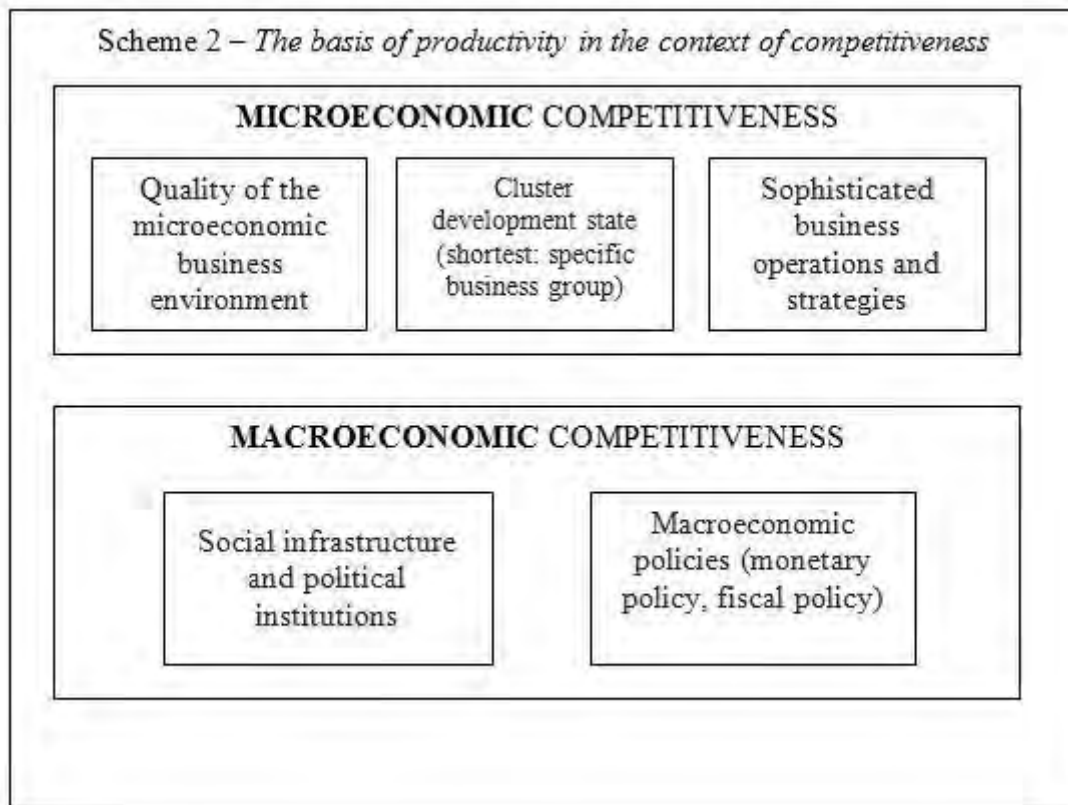 Scheme 2 – The basis of productivity in the context of competitiveness
MICROECONOMIC COMPETITIVENESS
Quality of the
microeconomic
business
environment
Cluster
development state
(shortest: specific
business group)
Sophisticated
business
operations and
strategies
MACROECONOMIC COMPETITIVENESS
Social infrastructure
and political
institutions
Macroeconomic
policies (monetary
policy, fiscal policy)